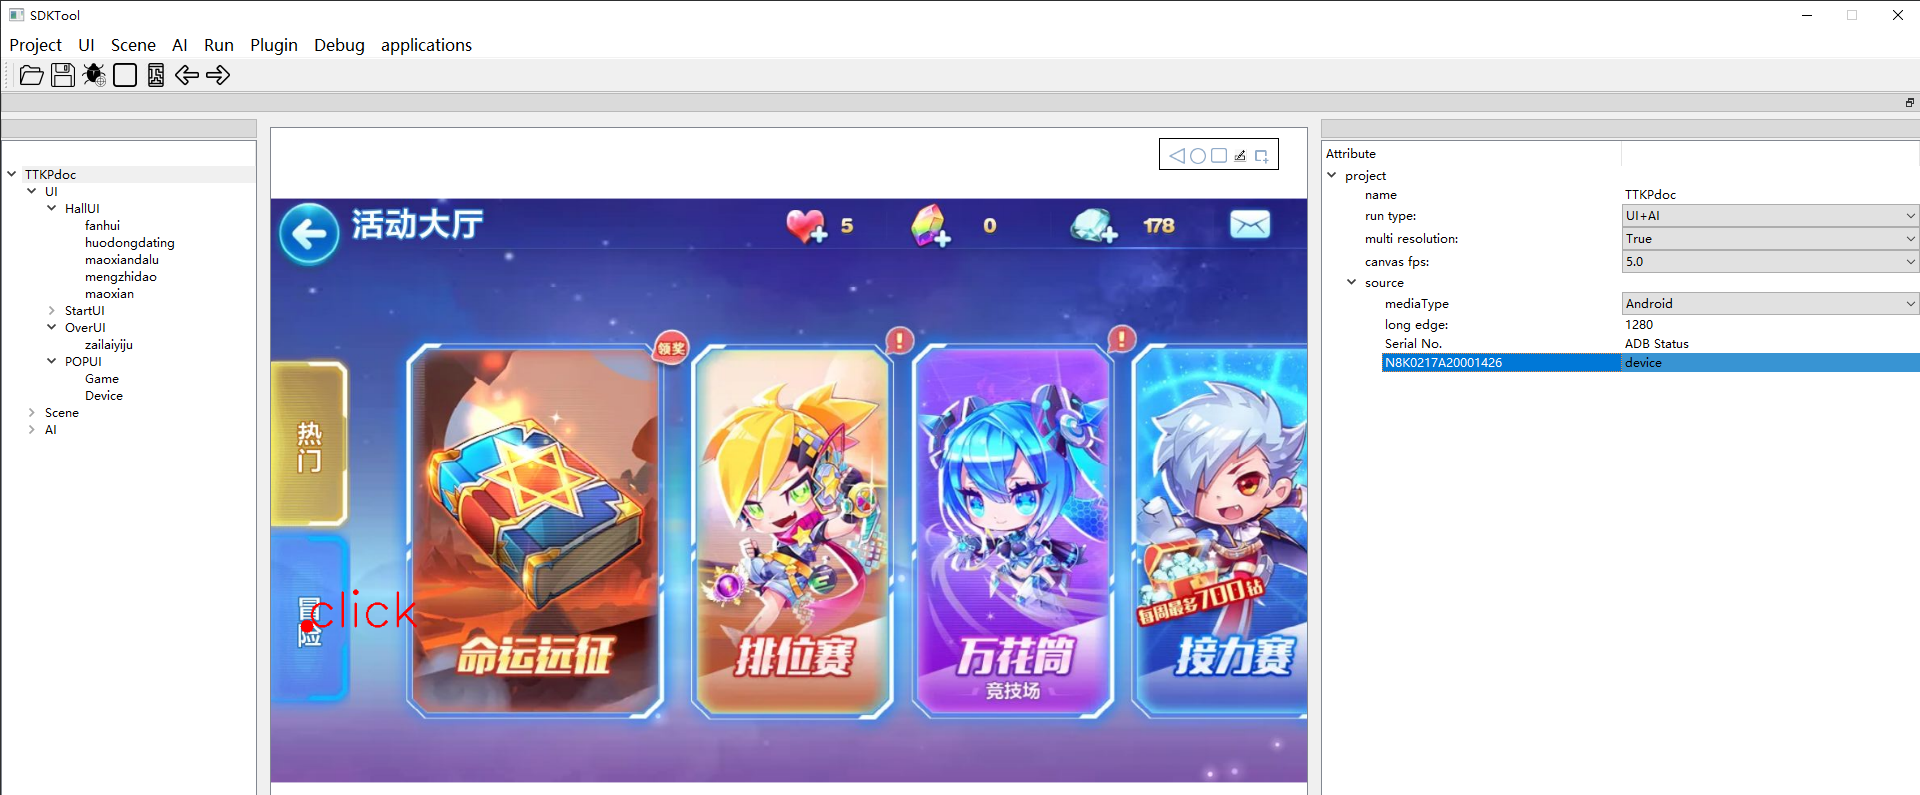 SDKTool
Project UI Scene AI Run Plugin Debug applications
TTKPdoc
UI
HallUI
fanhui
huodongdating
maoxiandalu
mengzhidao
maoxian
StartUI
OverUI
zailaiyiju
POPUI
Game
Device
Scene
AI
活动大厅
5
0
178
领奖
!
!
热门
冒险
click
命运远征
排位赛
万花筒
竞技场
每周最多700钻
接力赛
Attribute
project
name TTKPdoc
run type: UI+AI
multi resolution: True
canvas fps: 5.0
source
mediaType Android
long edge: 1280
Serial No. ADB Status
N8K0217A20001426 device